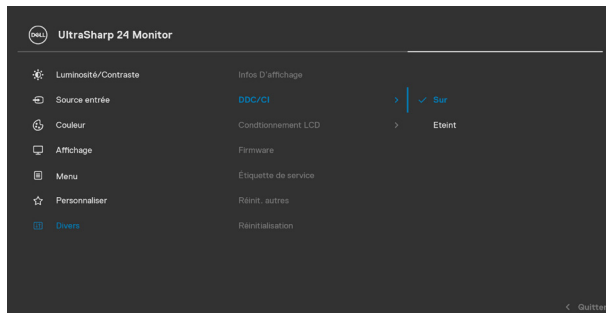 DELL UltraSharp 24 Monitor
Luminosité/Contraste Infos D'affichage
Source entrée DDC/CI > ✓ Sur
Couleur Condtionnement LCD >
Eteint
Affichage Firmware
Menu Étiquette de service
Personnaliser Réinit. autres
Divers Réinitialisation
< Quitter